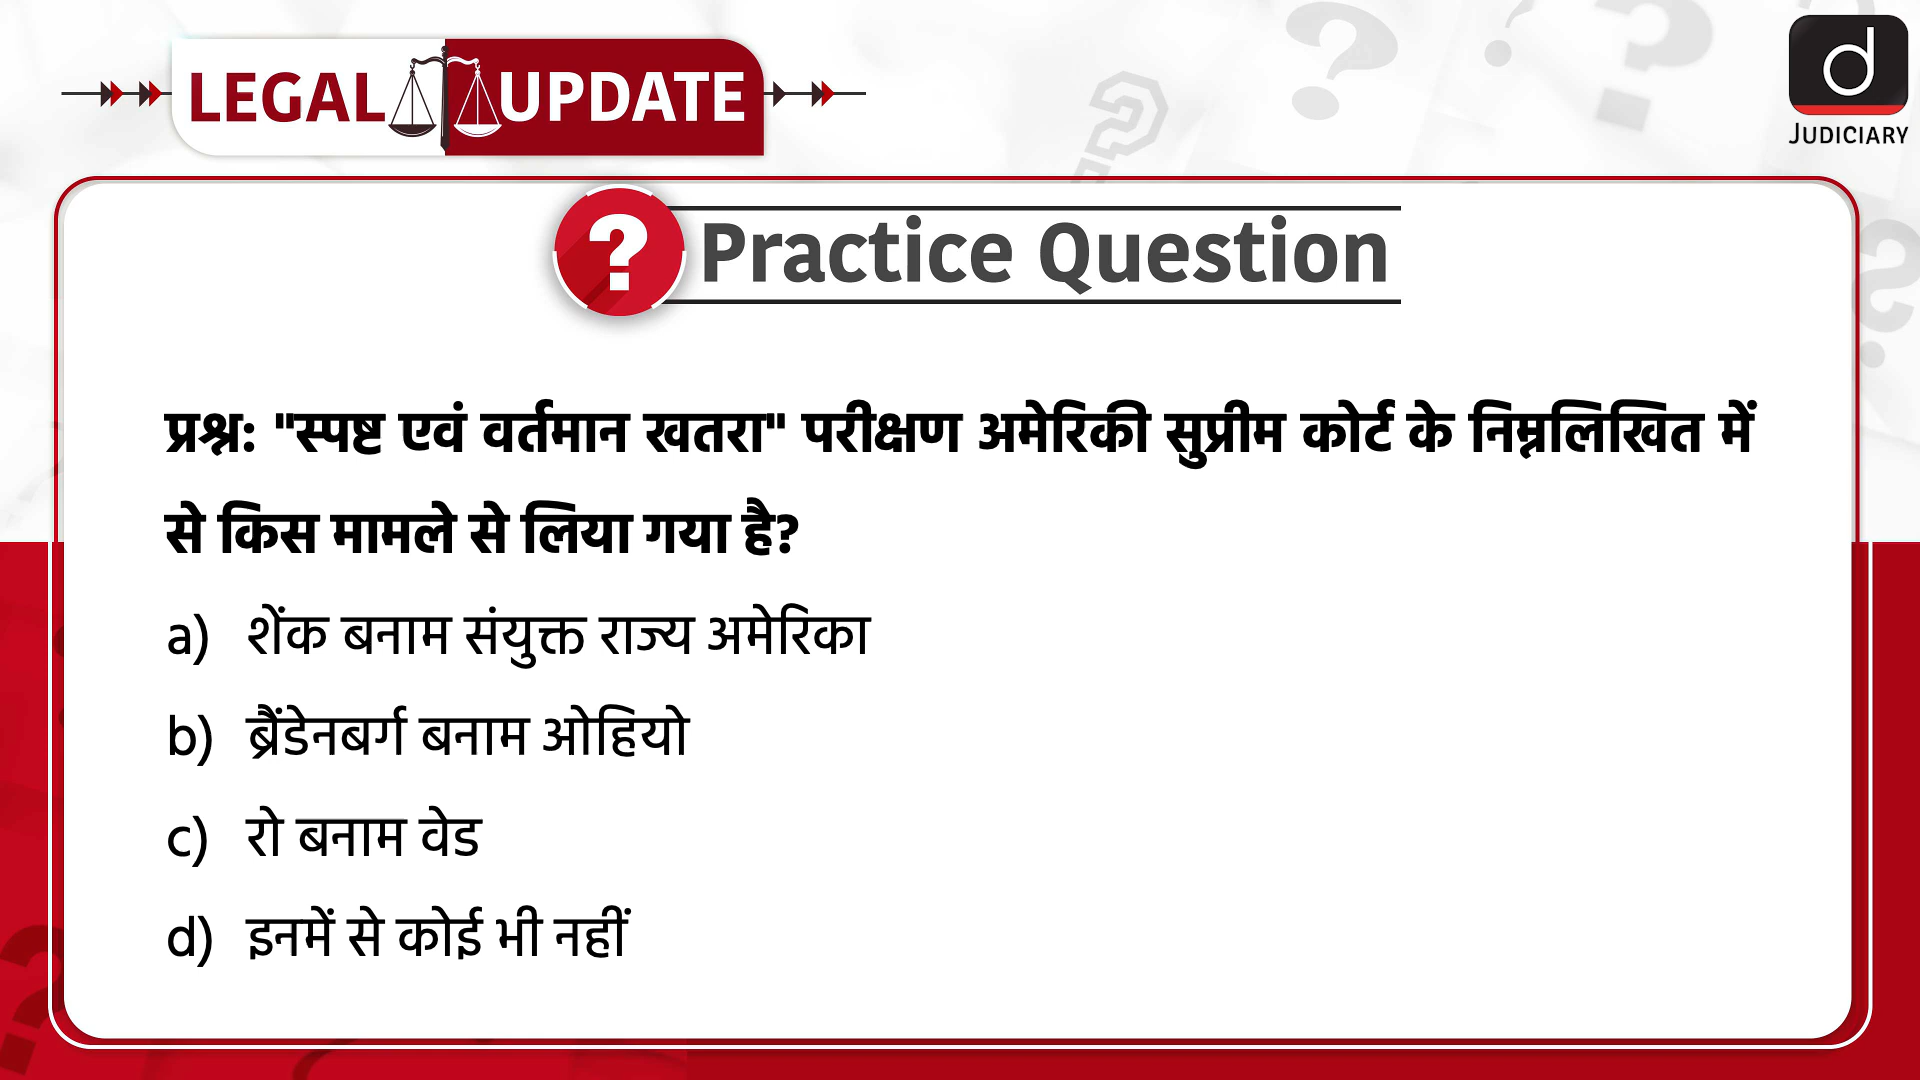 LEGAL UPDATE
d
JUDICIARY
? Practice Question
प्रश्न: "स्पष्ट एवं वर्तमान खतरा" परीक्षण अमेरिकी सुप्रीम कोर्ट के निम्नलिखित में
से किस मामले से लिया गया है?
a) शेंक बनाम संयुक्त राज्य अमेरिका
b) ब्रैंडेनबर्ग बनाम ओहियो
c) रो बनाम वेड
d) इनमें से कोई भी नहीं